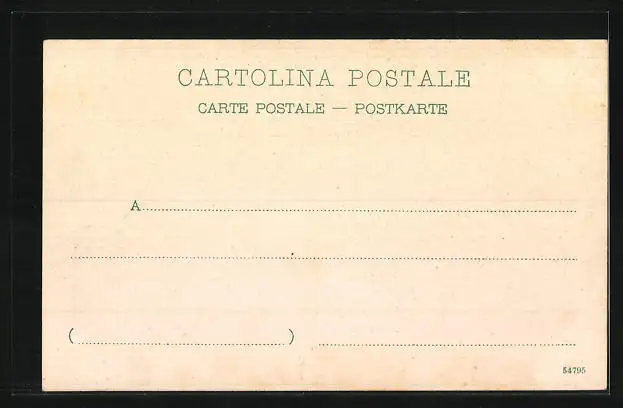 CARTOLINA POSTALE
CARTE POSTALE — POSTKARTE
A
( )
54795